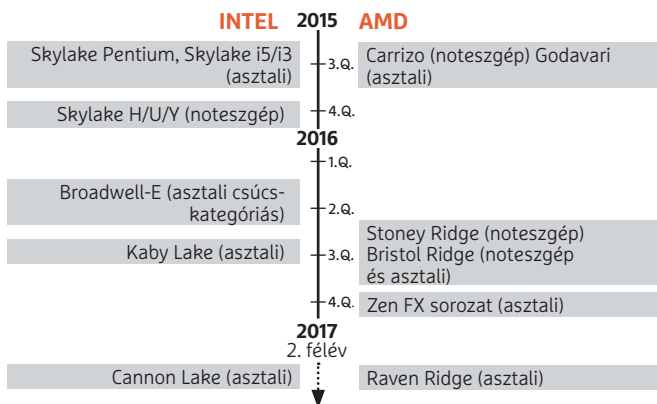 INTEL 2015 AMD
Skylake Pentium, Skylake i5/i3
(asztali)
3.Q.
Carrizo (noteszgép) Godavari
(asztali)
Skylake H/U/Y (noteszgép)
4.Q.
2016
1.Q.
Broadwell-E (asztali csúcs-
kategóriás)
2.Q.
Kaby Lake (asztali)
3.Q.
Stoney Ridge (noteszgép)
Bristol Ridge (noteszgép
és asztali)
4.Q.
Zen FX sorozat (asztali)
2017
2. félév
Cannon Lake (asztali)
Raven Ridge (asztali)